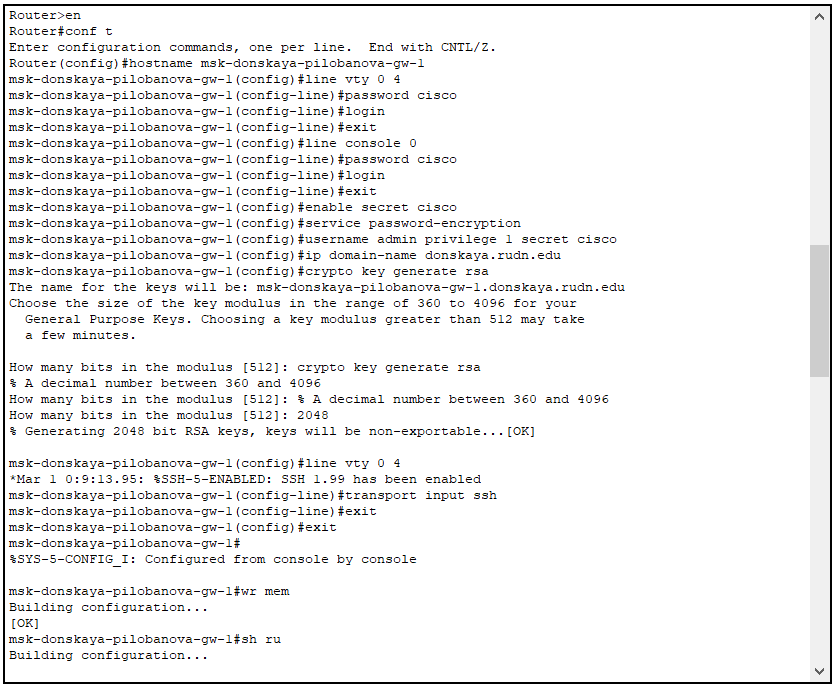 Router>en
Router#conf t
Enter configuration commands, one per line.  End with CNTL/Z.
Router(config)#hostname msk-donskaya-pilobanova-gw-1
msk-donskaya-pilobanova-gw-1(config)#line vty 0 4
msk-donskaya-pilobanova-gw-1(config-line)#password cisco
msk-donskaya-pilobanova-gw-1(config-line)#login
msk-donskaya-pilobanova-gw-1(config-line)#exit
msk-donskaya-pilobanova-gw-1(config)#line console 0
msk-donskaya-pilobanova-gw-1(config-line)#password cisco
msk-donskaya-pilobanova-gw-1(config-line)#login
msk-donskaya-pilobanova-gw-1(config-line)#exit
msk-donskaya-pilobanova-gw-1(config)#enable secret cisco
msk-donskaya-pilobanova-gw-1(config)#service password-encryption
msk-donskaya-pilobanova-gw-1(config)#username admin privilege 1 secret cisco
msk-donskaya-pilobanova-gw-1(config)#ip domain-name donskaya.rudn.edu
msk-donskaya-pilobanova-gw-1(config)#crypto key generate rsa
The name for the keys will be: msk-donskaya-pilobanova-gw-1.donskaya.rudn.edu
Choose the size of the key modulus in the range of 360 to 4096 for your
  General Purpose Keys. Choosing a key modulus greater than 512 may take
  a few minutes.

How many bits in the modulus [512]: crypto key generate rsa
% A decimal number between 360 and 4096
How many bits in the modulus [512]: % A decimal number between 360 and 4096
How many bits in the modulus [512]: 2048
% Generating 2048 bit RSA keys, keys will be non-exportable...[OK]

msk-donskaya-pilobanova-gw-1(config)#line vty 0 4
*Mar 1 0:9:13.95: %SSH-5-ENABLED: SSH 1.99 has been enabled
msk-donskaya-pilobanova-gw-1(config-line)#transport input ssh
msk-donskaya-pilobanova-gw-1(config-line)#exit
msk-donskaya-pilobanova-gw-1(config)#exit
msk-donskaya-pilobanova-gw-1#
%SYS-5-CONFIG_I: Configured from console by console

msk-donskaya-pilobanova-gw-1#wr mem
Building configuration...
[OK]
msk-donskaya-pilobanova-gw-1#sh ru
Building configuration...